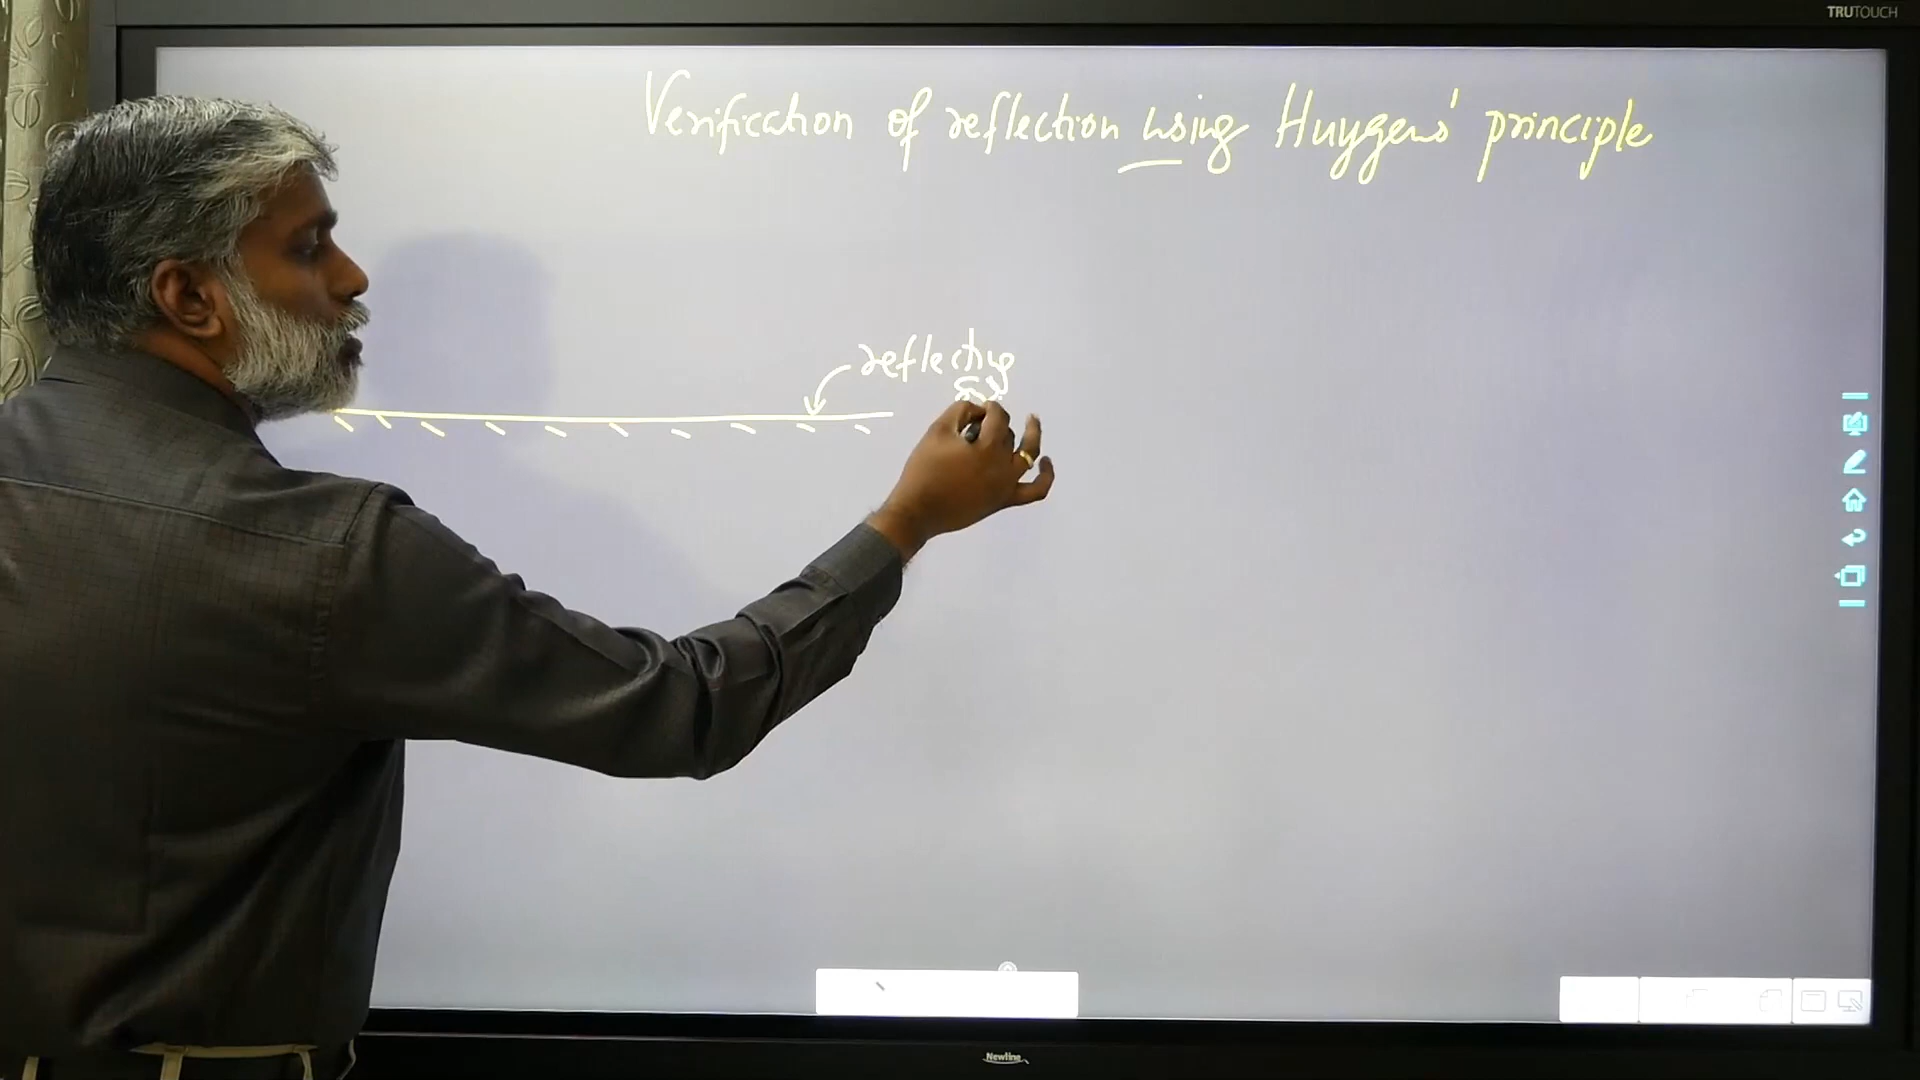 TRUTOUCH
Verification of reflection using Huygens' principle
reflecting
Newline